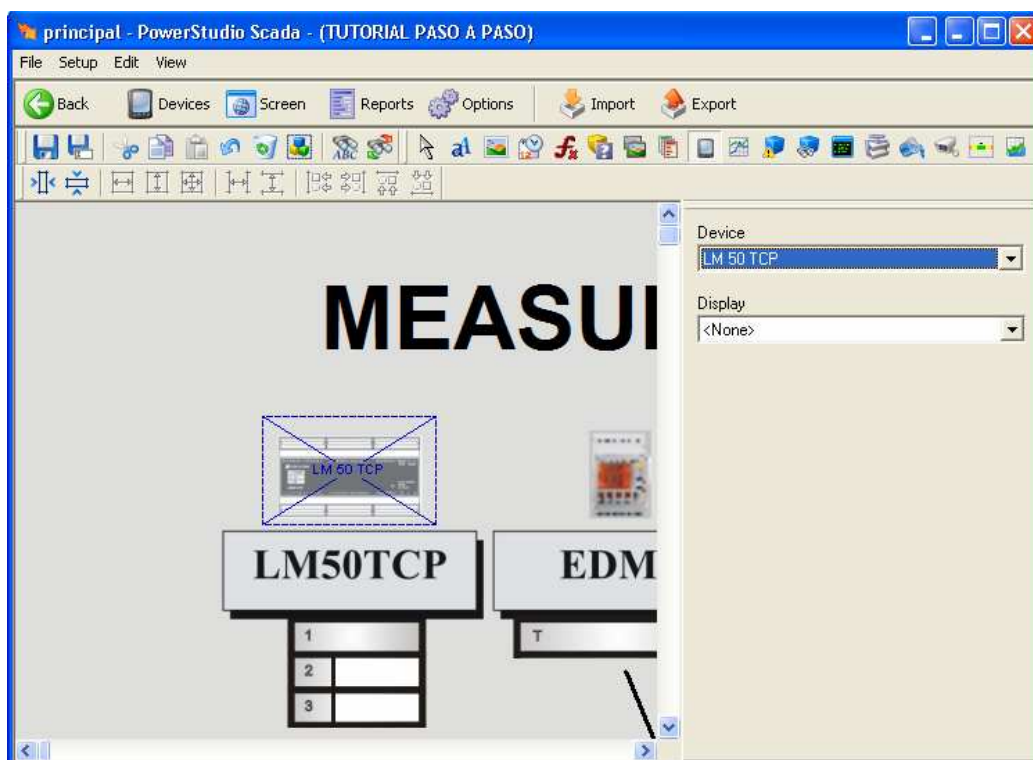 principal - PowerStudio Scada - (TUTORIAL PASO A PASO)
File Setup Edit View
Back Devices Screen Reports Options Import Export
Device
LM 50 TCP
Display
<None>
MEASU
LM 50 TCP
LM50TCP
EDM
1
T
2
3